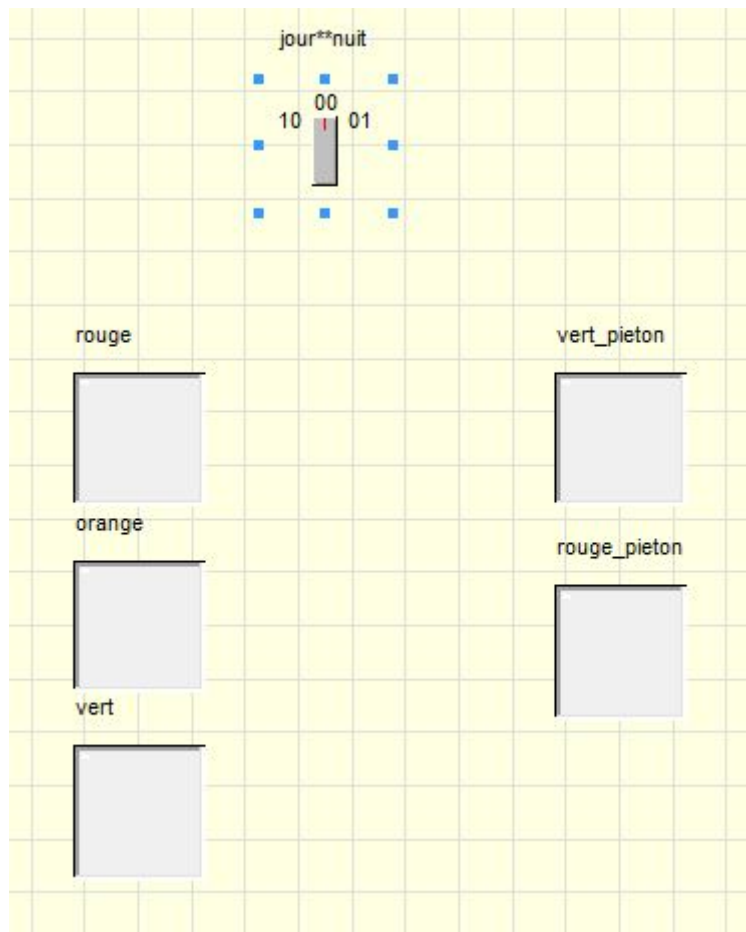 jour**nuit
00
10 01
rouge
vert_pieton
orange
rouge_pieton
vert